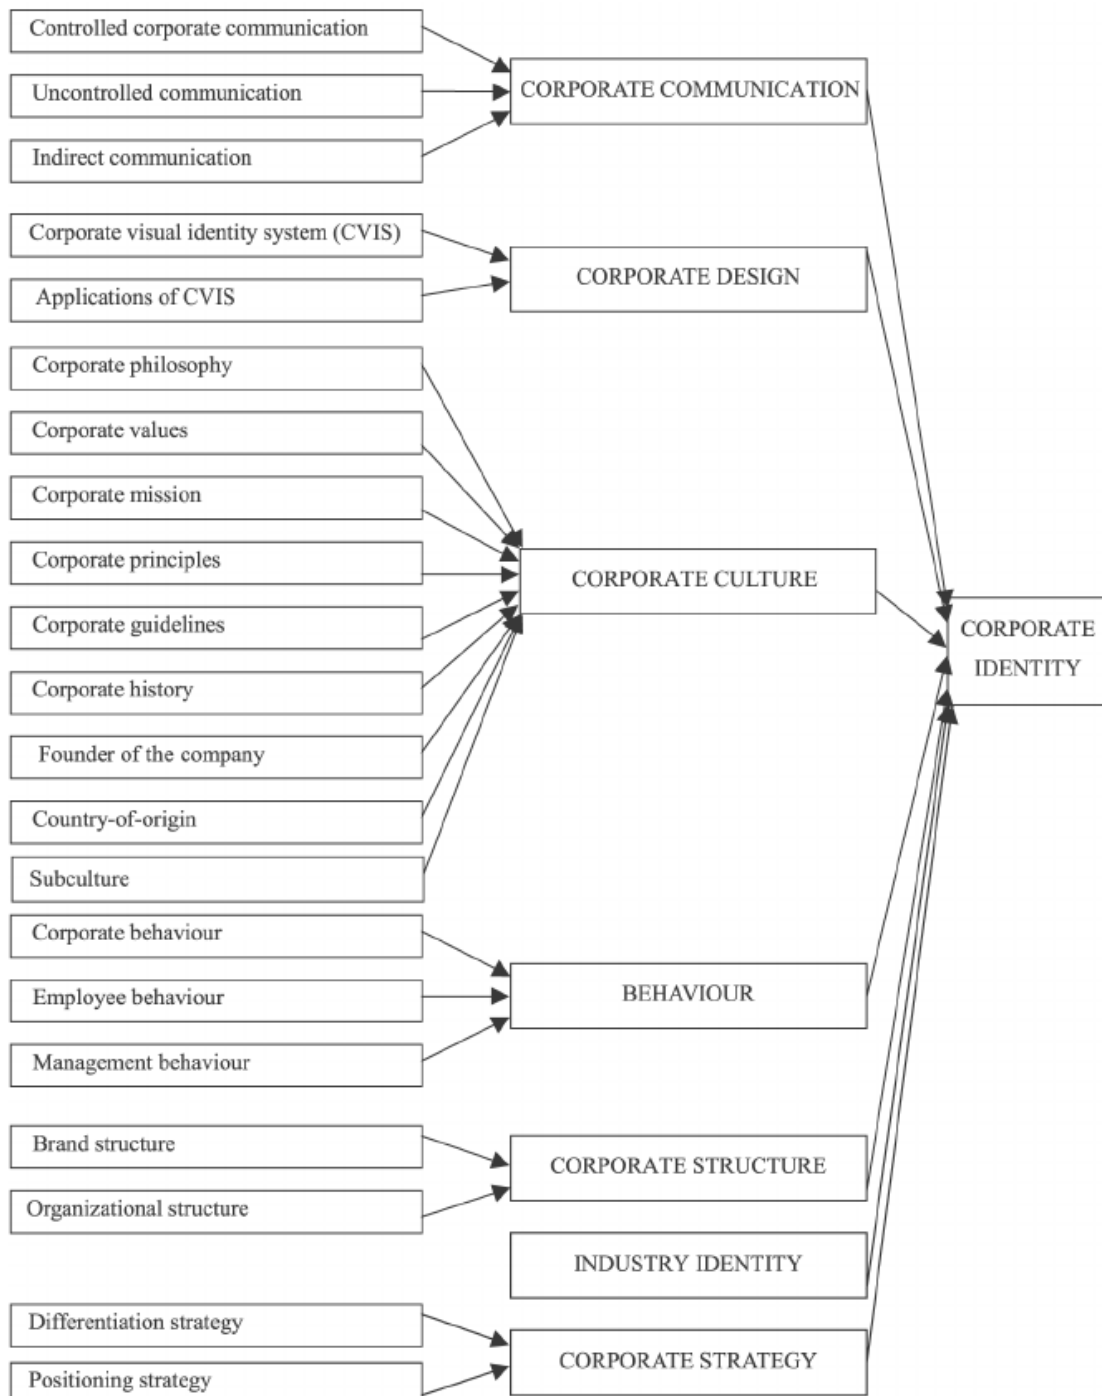 Controlled corporate communication
Uncontrolled communication
Indirect communication
CORPORATE COMMUNICATION
Corporate visual identity system (CVIS)
Applications of CVIS
CORPORATE DESIGN
Corporate philosophy
Corporate values
Corporate mission
Corporate principles
Corporate guidelines
Corporate history
Founder of the company
Country-of-origin
Subculture
CORPORATE CULTURE
Corporate behaviour
Employee behaviour
Management behaviour
BEHAVIOUR
Brand structure
Organizational structure
CORPORATE STRUCTURE
INDUSTRY IDENTITY
Differentiation strategy
Positioning strategy
CORPORATE STRATEGY
CORPORATE
IDENTITY